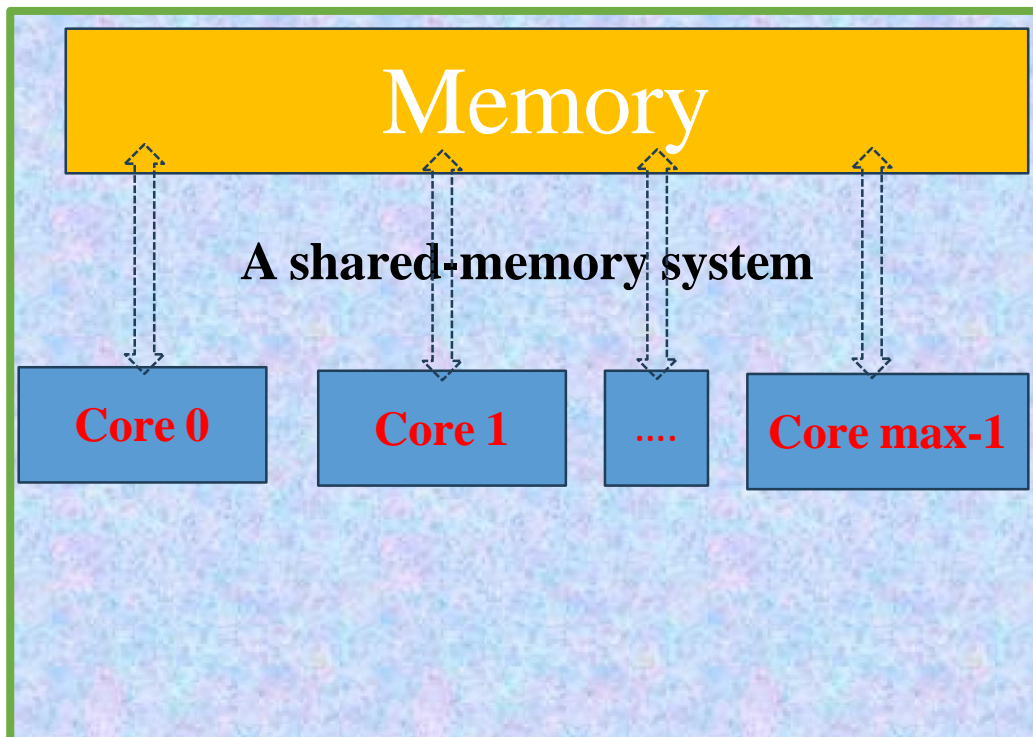 Memory
A shared-memory system
Core 0
Core 1
....
Core max-1